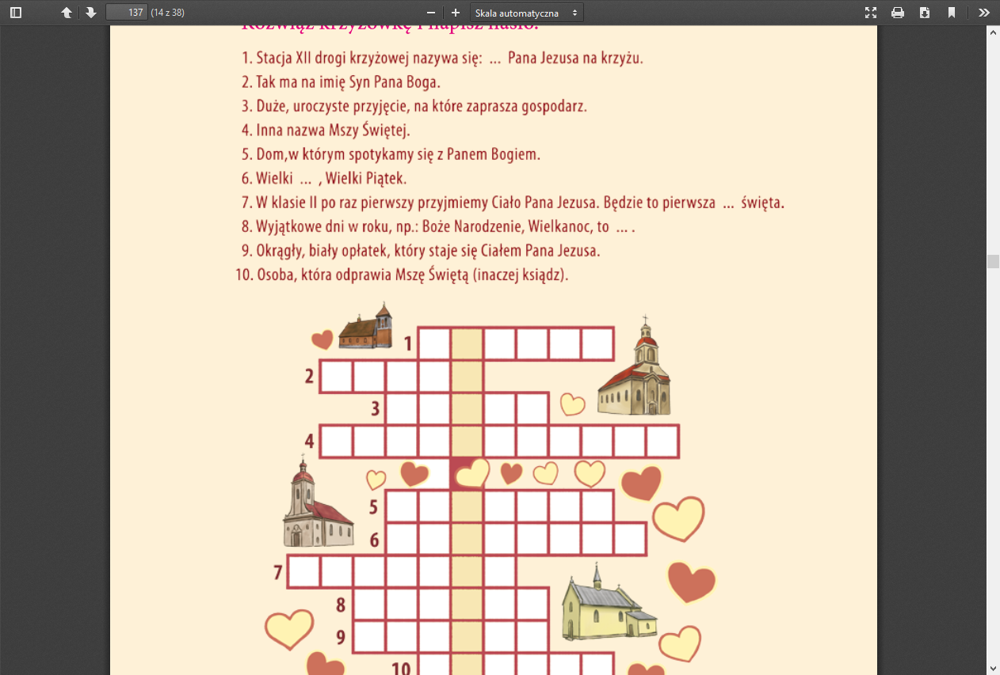 137 (14 z 38) Skala automatyczna
Rozwiąż krzyżówkę i napisz hasło.
1. Stacja XII drogi krzyżowej nazywa się: ... Pana Jezusa na krzyżu.
2. Tak ma na imię Syn Pana Boga.
3. Duże, uroczyste przyjęcie, na które zaprasza gospodarz.
4. Inna nazwa Mszy Świętej.
5. Dom,w którym spotykamy się z Panem Bogiem.
6. Wielki ... , Wielki Piątek.
7. W klasie II po raz pierwszy przyjmiemy Ciało Pana Jezusa. Będzie to pierwsza ... święta.
8. Wyjątkowe dni w roku, np.: Boże Narodzenie, Wielkanoc, to ... .
9. Okrągły, biały opłatek, który staje się Ciałem Pana Jezusa.
10. Osoba, która odprawia Mszę Świętą (inaczej ksiądz).
1
2
3
4
5
6
7
8
9
10